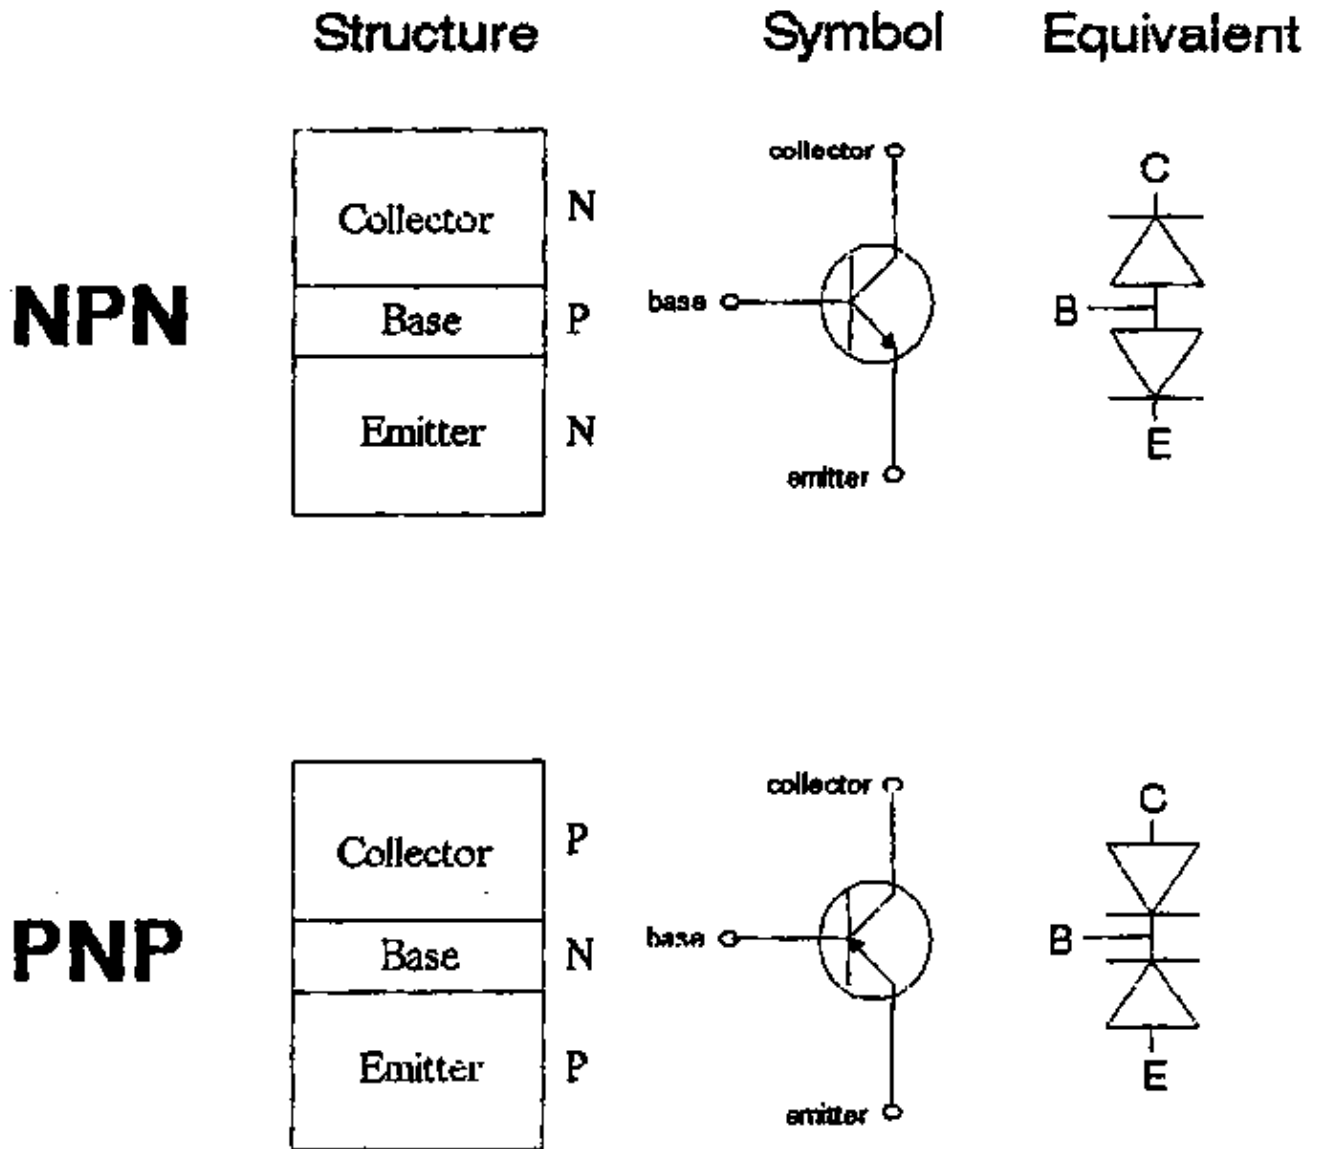 Structure Symbol Equivalent
NPN
Collector N
Base P
Emitter N
collector
base
emitter
C
B
E
PNP
Collector P
Base N
Emitter P
collector
base
emitter
C
B
E